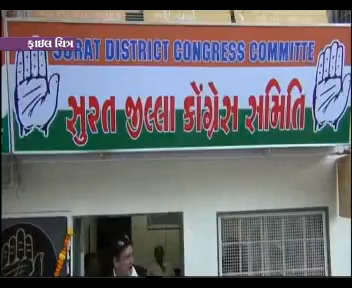 ફાઇલ ચિત્ર
SURAT DISTRICT CONGRESS COMMITTE
સુરત જીલ્લા કોંગ્રેસ સમિતિ